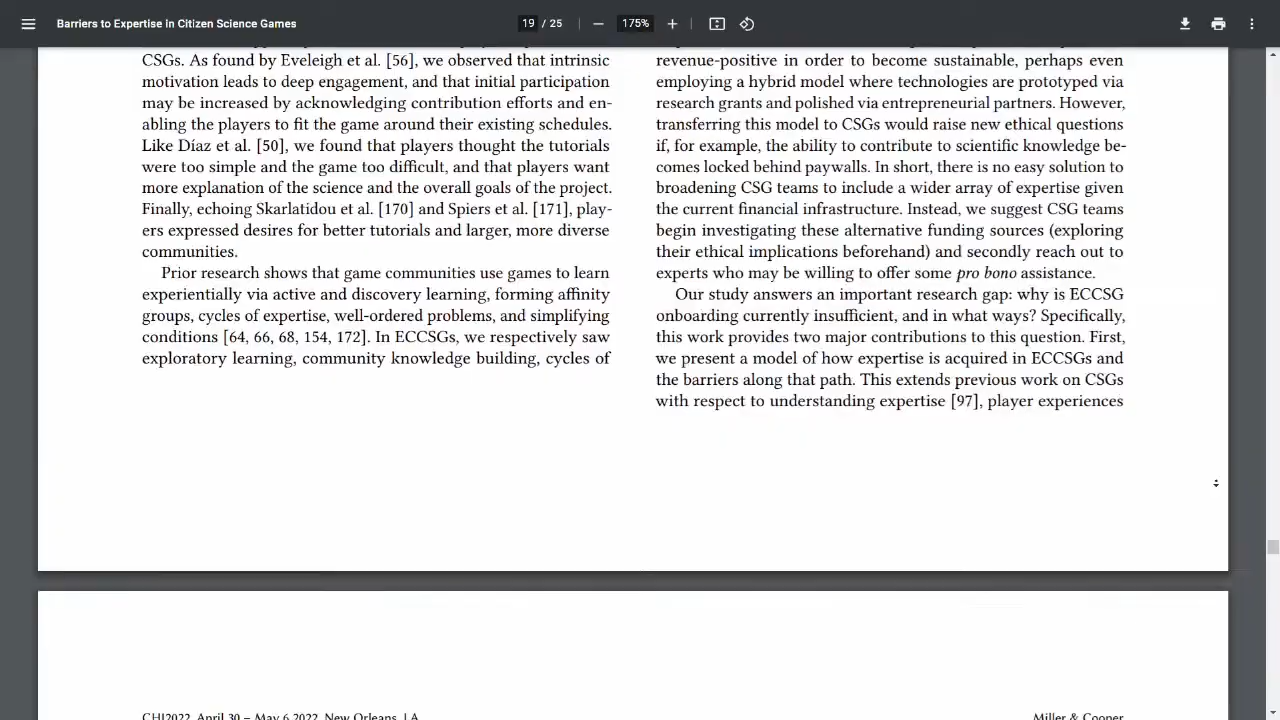 Barriers to Expertise in Citizen Science Games
19 / 25
175%
CSGs. As found by Eveleigh et al. [56], we observed that intrinsic
motivation leads to deep engagement, and that initial participation
may be increased by acknowledging contribution efforts and en-
abling the players to fit the game around their existing schedules.
Like Díaz et al. [50], we found that players thought the tutorials
were too simple and the game too difficult, and that players want
more explanation of the science and the overall goals of the project.
Finally, echoing Skarlatidou et al. [170] and Spiers et al. [171], play-
ers expressed desires for better tutorials and larger, more diverse
communities.
Prior research shows that game communities use games to learn
experientially via active and discovery learning, forming affinity
groups, cycles of expertise, well-ordered problems, and simplifying
conditions [64, 66, 68, 154, 172]. In ECCSGs, we respectively saw
exploratory learning, community knowledge building, cycles of
revenue-positive in order to become sustainable, perhaps even
employing a hybrid model where technologies are prototyped via
research grants and polished via entrepreneurial partners. However,
transferring this model to CSGs would raise new ethical questions
if, for example, the ability to contribute to scientific knowledge be-
comes locked behind paywalls. In short, there is no easy solution to
broadening CSG teams to include a wider array of expertise given
the current financial infrastructure. Instead, we suggest CSG teams
begin investigating these alternative funding sources (exploring
their ethical implications beforehand) and secondly reach out to
experts who may be willing to offer some pro bono assistance.
Our study answers an important research gap: why is ECCSG
onboarding currently insufficient, and in what ways? Specifically,
this work provides two major contributions to this question. First,
we present a model of how expertise is acquired in ECCSGs and
the barriers along that path. This extends previous work on CSGs
with respect to understanding expertise [97], player experiences
CHI2022, April 30 – May 6 2022, New Orleans, LA
Miller & Cooper